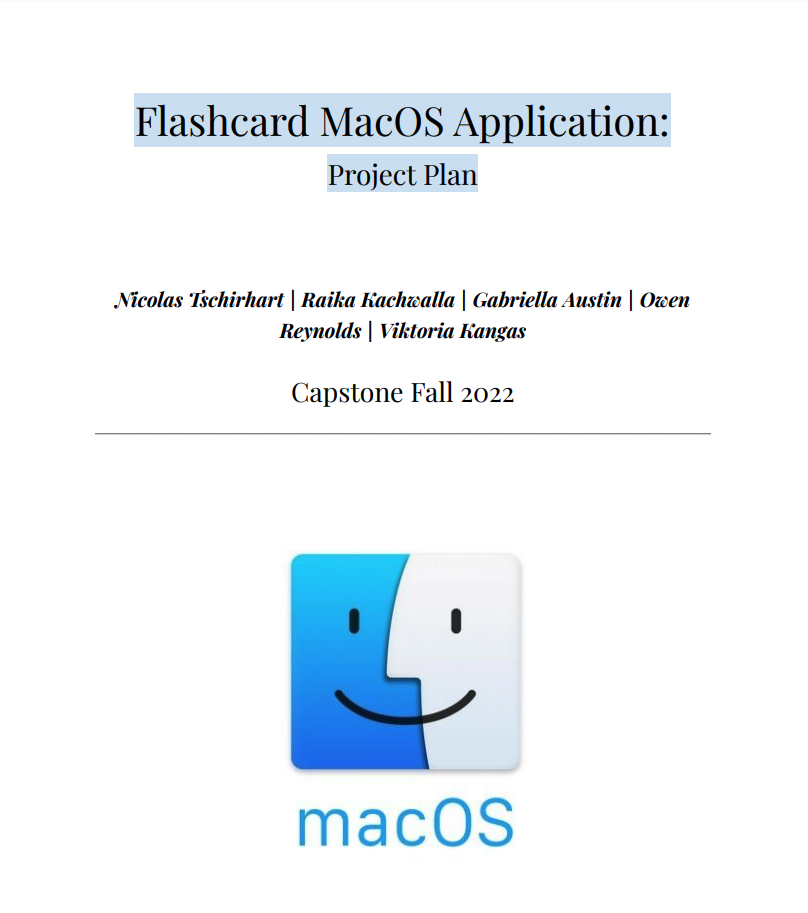 Flashcard MacOS Application:
Project Plan
Nicolas Tschirhart | Raika Kachwalla | Gabriella Austin | Owen
Reynolds | Viktoria Kangas
Capstone Fall 2022
macOS